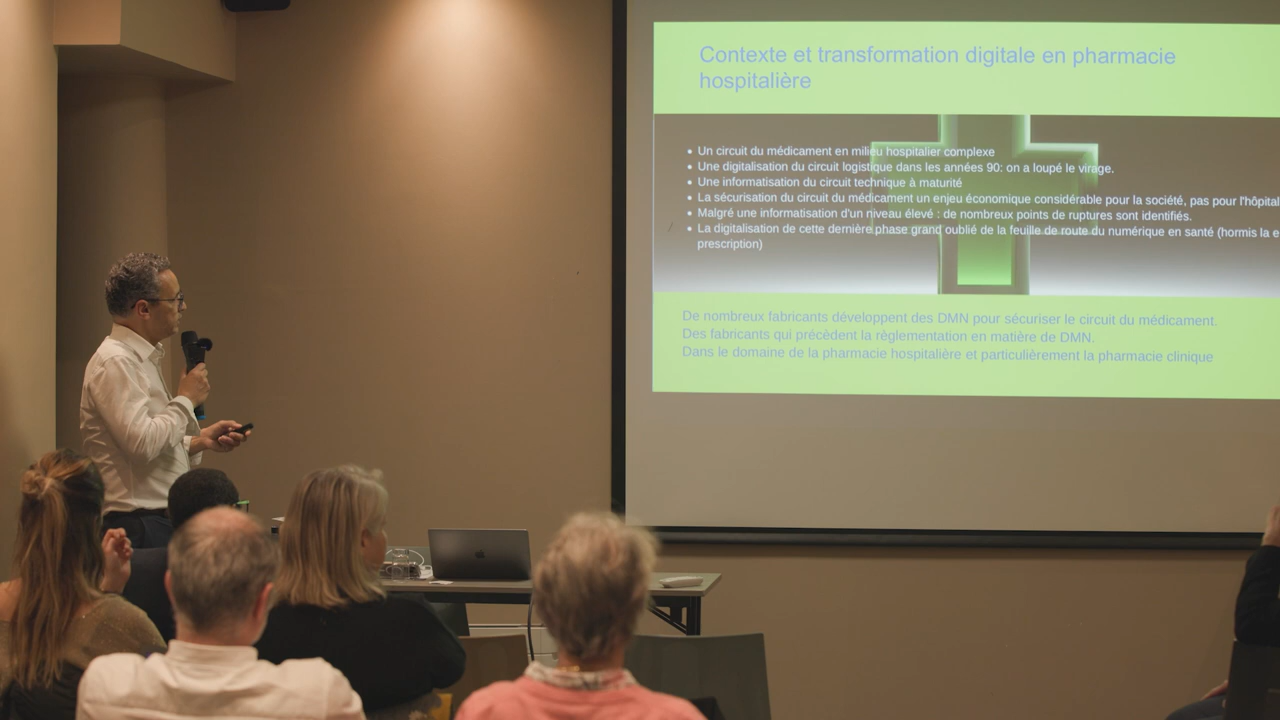 Contexte et transformation digitale en pharmacie
hospitalière
• Un circuit du médicament en milieu hospitalier complexe
• Une digitalisation du circuit logistique dans les années 90: on a loupé le virage.
• Une informatisation du circuit technique à maturité
• La sécurisation du circuit du médicament un enjeu économique considérable pour la société, pas pour l'hôpital
• Malgré une informatisation d'un niveau élevé : de nombreux points de ruptures sont identifiés.
• La digitalisation de cette dernière phase grand oublié de la feuille de route du numérique en santé (hormis la e
prescription)
De nombreux fabricants développent des DMN pour sécuriser le circuit du médicament.
Des fabricants qui précèdent la règlementation en matière de DMN.
Dans le domaine de la pharmacie hospitalière et particulièrement la pharmacie clinique